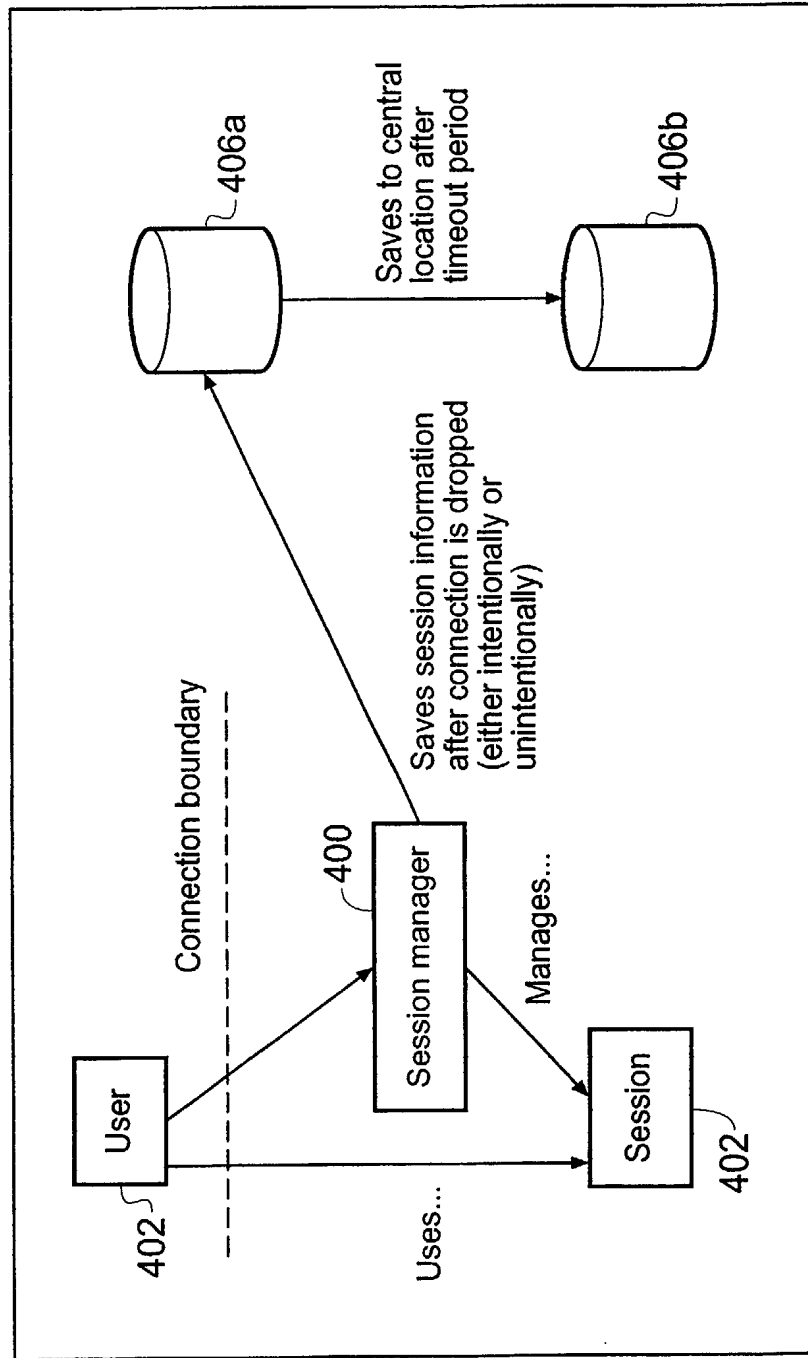 User
402
Connection boundary
Uses...
400
Session manager
Manages...
Session
402
Saves session information
after connection is dropped
(either intentionally or
unintentionally)
406a
Saves to central
location after
timeout period
406b